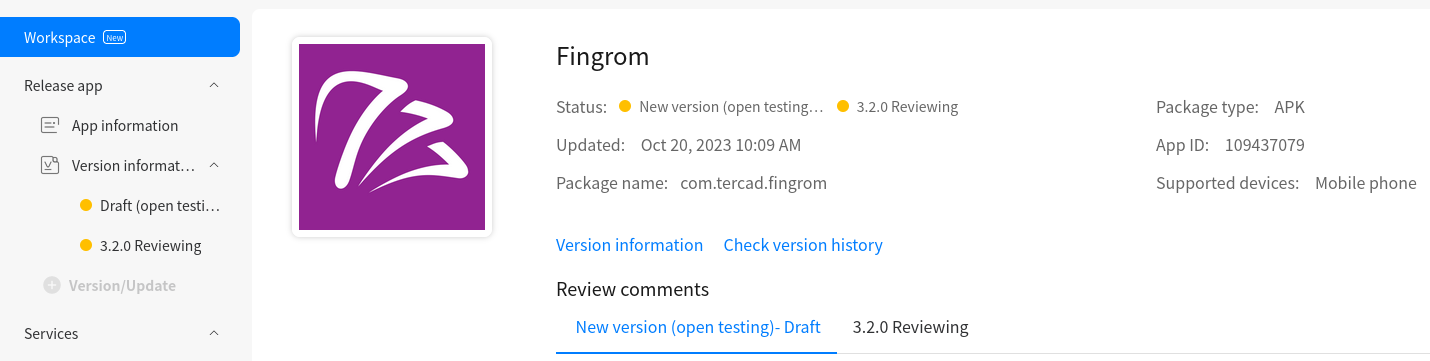 Workspace New
Release app
App information
Version informat...
Draft (open testi...
3.2.0 Reviewing
Version/Update
Services
Fingrom
Status: New version (open testing... 3.2.0 Reviewing
Package type: APK
Updated: Oct 20, 2023 10:09 AM
App ID: 109437079
Package name: com.tercad.fingrom
Supported devices: Mobile phone
Version information Check version history
Review comments
New version (open testing)- Draft 3.2.0 Reviewing